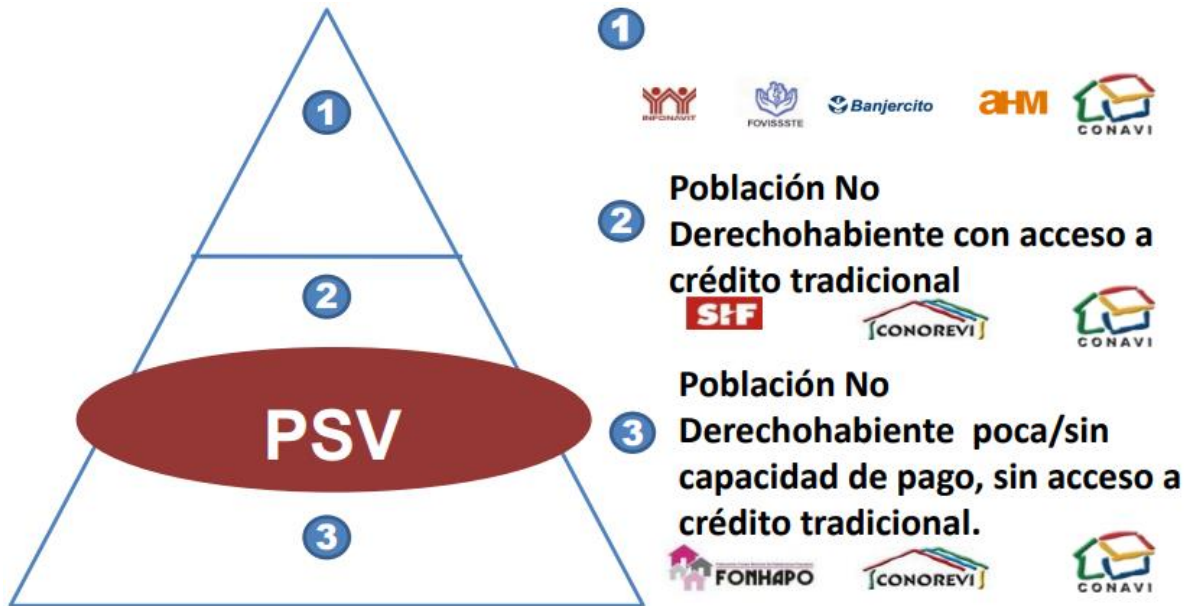 1
1
INFONAVIT
FOVISSSTE
Banjercito
aHM
CONAVI
Población No
2
Derechohabiente con acceso a
crédito tradicional
2
SHF
CONOREVI
CONAVI
Población No
PSV
3
Derechohabiente poca/sin
capacidad de pago, sin acceso a
crédito tradicional.
3
FONHAPO
CONOREVI
CONAVI